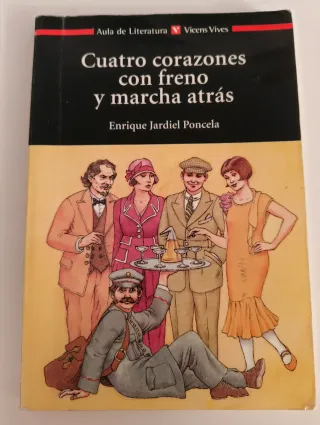 Aula de Literatura V Vicens Vives
Cuatro corazones
con freno
y marcha atrás
Enrique Jardiel Poncela